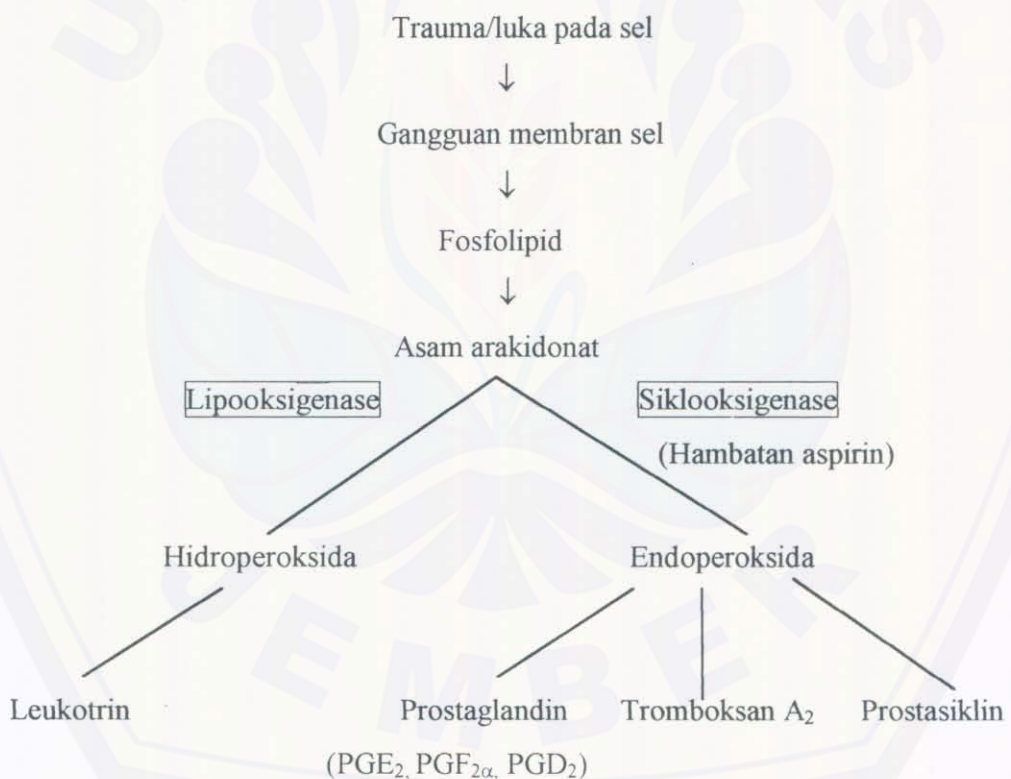 Trauma/luka pada sel
↓
Gangguan membran sel
↓
Fosfolipid
↓
Asam arakidonat
Lipooksigenase Siklooksigenase
(Hambatan aspirin)
Hidroperoksida Endoperoksida
Leukotrin Prostaglandin Tromboksan A₂ Prostasiklin
(PGE₂, PGF₂α, PGD₂)